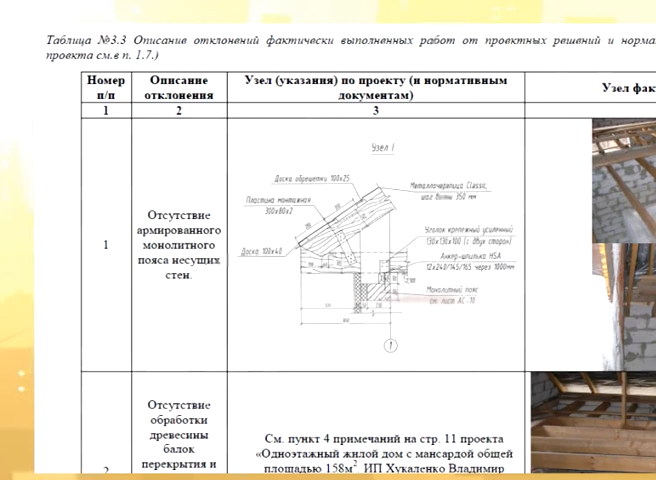 Таблица №3.3 Описание отклонений фактически выполненных работ от проектных решений и норма
проекта см.в п. 1.7.)
Номер
п/п
Описание
отклонения
Узел (указания) по проекту (и нормативным
документам)
Узел фак
1
2
3
1
Отсутствие
армированного
монолитного
пояса несущих
стен.
Узел 1
Доска обрешетки 100х25
Пластина монтажная
300х80х2
Доска 100х40
Металлочерепица Classic,
шаг волны 350 мм
Уголок крепежный усиленный
130х130х100 (с двух сторон)
Анкер-шпилька HSA
12х240/145/165 через 1000мм
Монолитный пояс
см. лист АС-10
1
2
Отсутствие
обработки
древесины
балок
перекрытия и
См. пункт 4 примечаний на стр. 11 проекта
«Одноэтажный жилой дом с мансардой общей
площадью 158м2 ИП Хукаленко Владимир